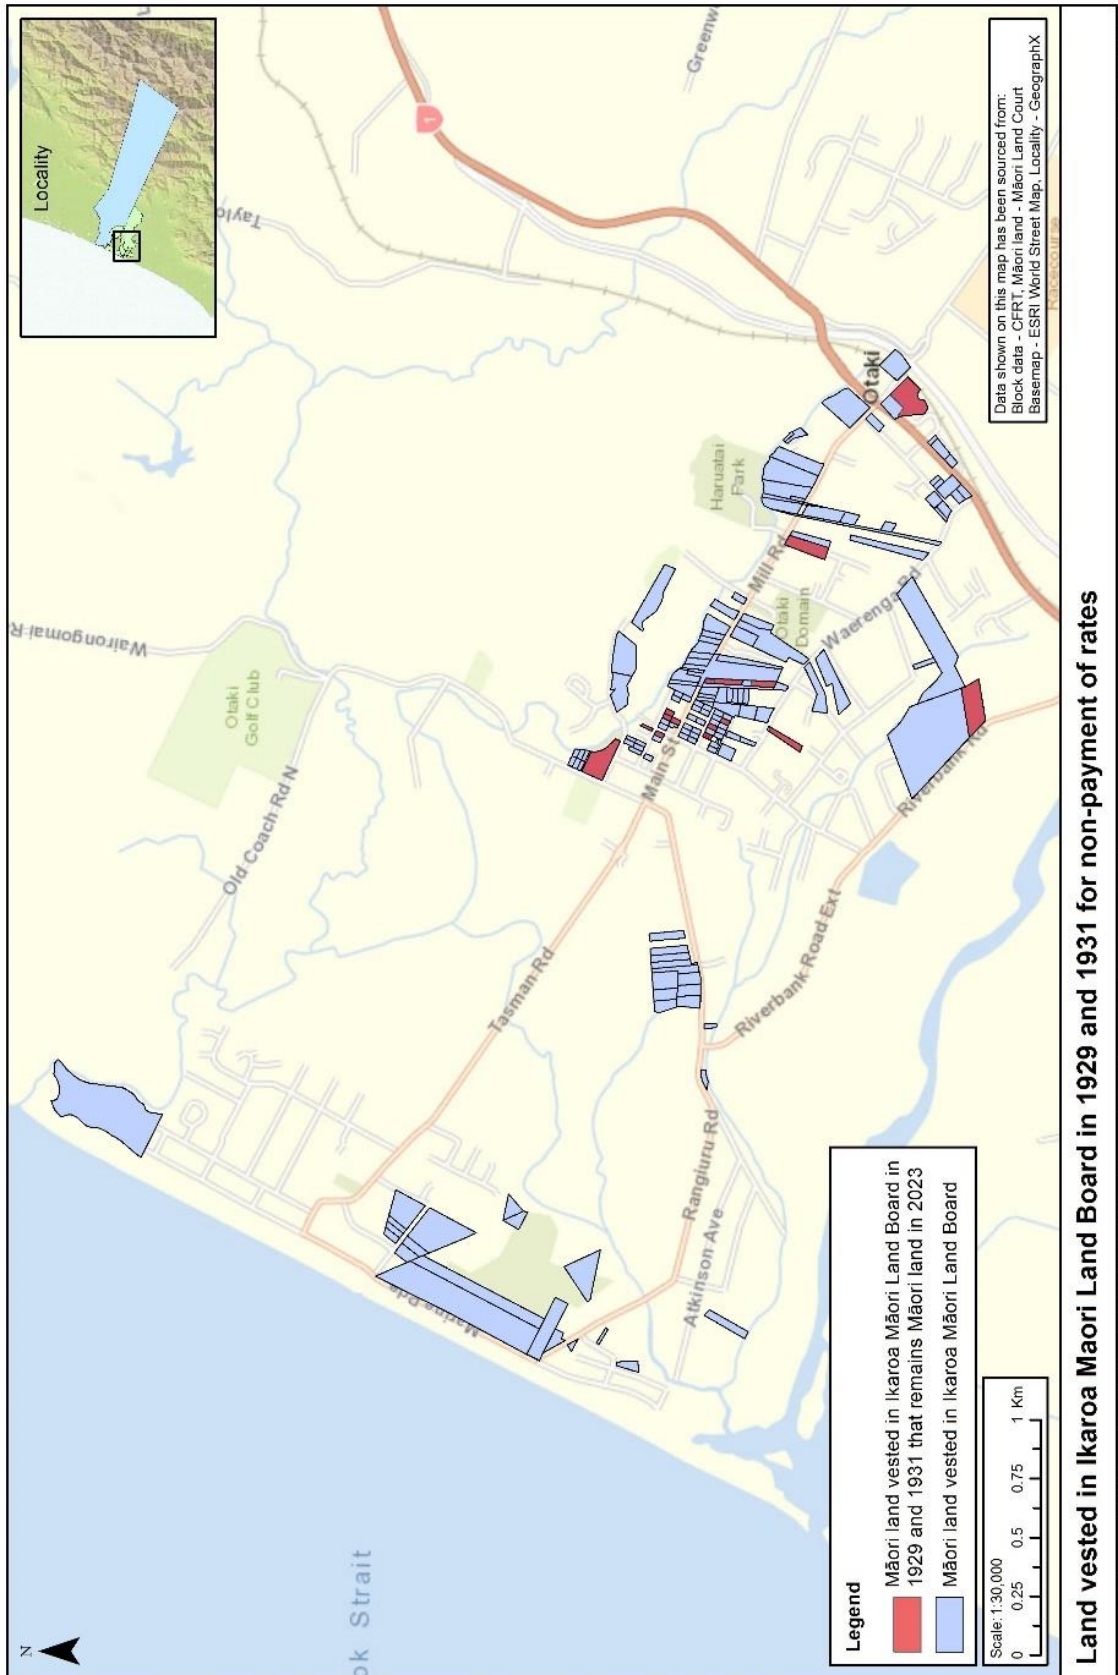 N
Locality
Wairongomai R
Taylo
Greenw
1
Otaki
Golf Club
Old Coach Rd N
Haruatai
Park
Otaki
Racecourse
Mill Rd
Otaki
Domain
Waerenga Rd
Main St
Tasman Rd
Riverbank Rd
Riverbank Road Ext
Rangiuru Rd
Atkinson Ave
Marine Pde
ok Strait
Data shown on this map has been sourced from:
Block data - CFRT, Māori land - Māori Land Court
Basemap - ESRI World Street Map, Locality - GeographX
Legend
Māori land vested in Ikaroa Māori Land Board in
1929 and 1931 that remains Māori land in 2023
Māori land vested in Ikaroa Māori Land Board
Scale: 1:30,000
0 0.25 0.5 0.75 1 Km
Land vested in Ikaroa Maori Land Board in 1929 and 1931 for non-payment of rates